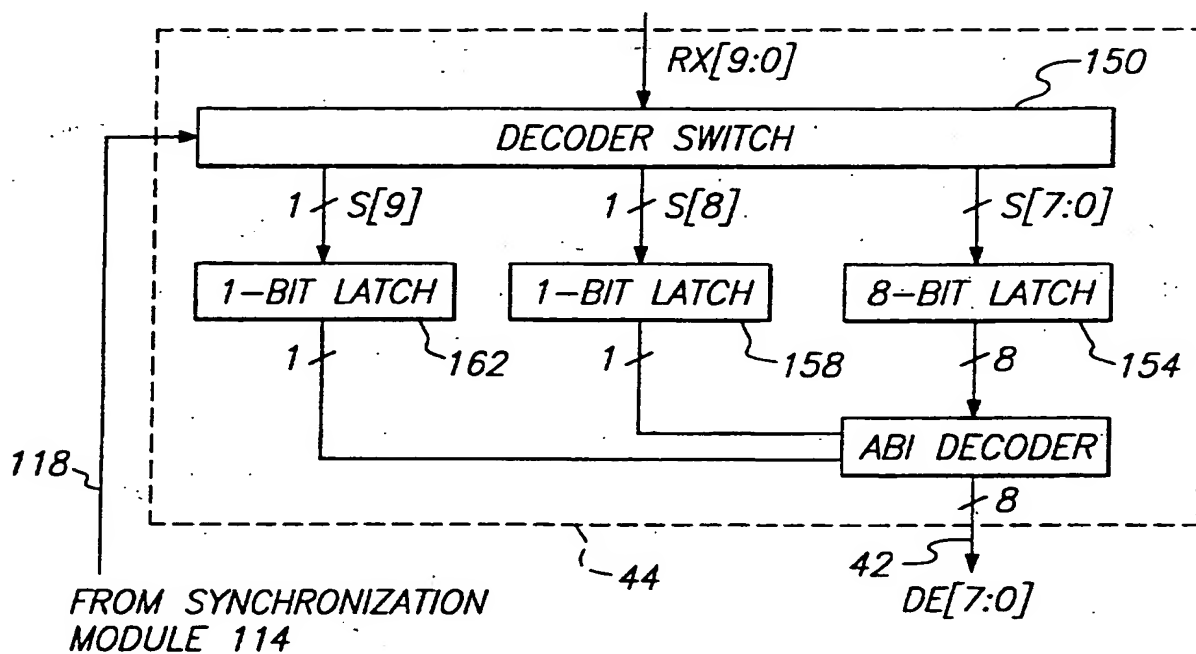 RX[9:0]
150
DECODER SWITCH
1 S[9]
1 S[8]
S[7:0]
1-BIT LATCH
1-BIT LATCH
8-BIT LATCH
1
162
1
158
8
154
ABI DECODER
118
8
44
42
DE[7:0]
FROM SYNCHRONIZATION
MODULE 114